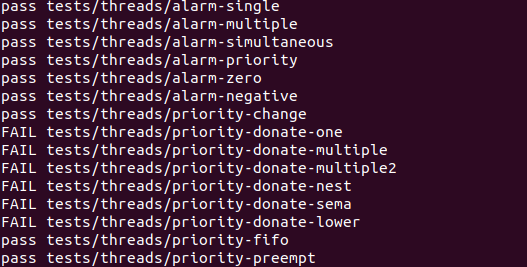 pass tests/threads/alarm-single
pass tests/threads/alarm-multiple
pass tests/threads/alarm-simultaneous
pass tests/threads/alarm-priority
pass tests/threads/alarm-zero
pass tests/threads/alarm-negative
pass tests/threads/priority-change
FAIL tests/threads/priority-donate-one
FAIL tests/threads/priority-donate-multiple
FAIL tests/threads/priority-donate-multiple2
FAIL tests/threads/priority-donate-nest
FAIL tests/threads/priority-donate-sema
FAIL tests/threads/priority-donate-lower
pass tests/threads/priority-fifo
pass tests/threads/priority-preempt